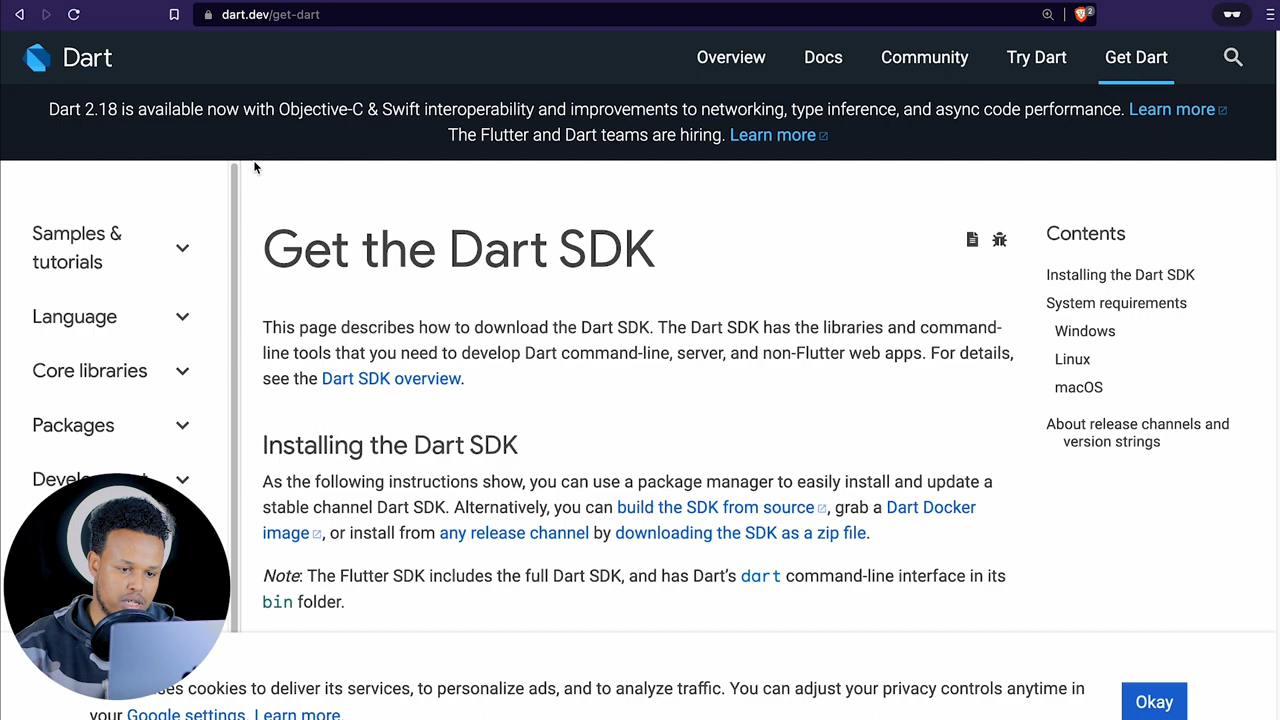 dart.dev/get-dart
2
Dart
Overview
Docs
Community
Try Dart
Get Dart
Dart 2.18 is available now with Objective-C & Swift interoperability and improvements to networking, type inference, and async code performance. Learn more
The Flutter and Dart teams are hiring. Learn more
Samples &
tutorials
Language
Core libraries
Packages
Get the Dart SDK
This page describes how to download the Dart SDK. The Dart SDK has the libraries and command-
line tools that you need to develop Dart command-line, server, and non-Flutter web apps. For details,
see the Dart SDK overview.
Installing the Dart SDK
As the following instructions show, you can use a package manager to easily install and update a
stable channel Dart SDK. Alternatively, you can build the SDK from source, grab a Dart Docker
image, or install from any release channel by downloading the SDK as a zip file.
Note: The Flutter SDK includes the full Dart SDK, and has Dart's dart command-line interface in its
bin folder.
Contents
Installing the Dart SDK
System requirements
Windows
Linux
macOS
About release channels and
version strings
cookies to deliver its services, to personalize ads, and to analyze traffic. You can adjust your privacy controls anytime in
your Google settings. Learn more.
Okay